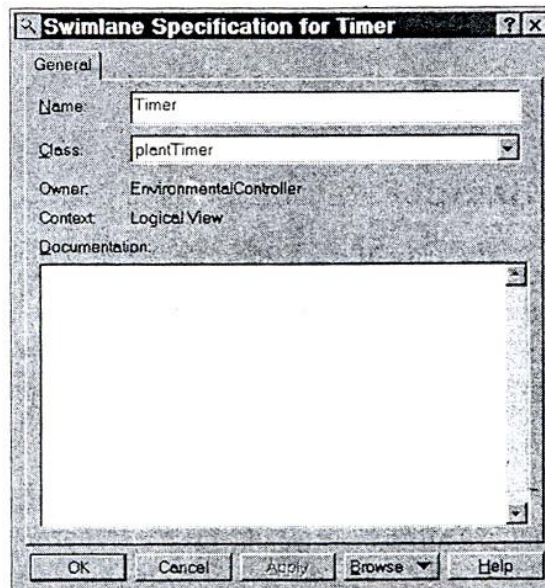 Swimlane Specification for Timer
General
Name: Timer
Class: plantTimer
Owner: EnvironmentalController
Context: Logical View
Documentation:
OK Cancel Apply Browse Help